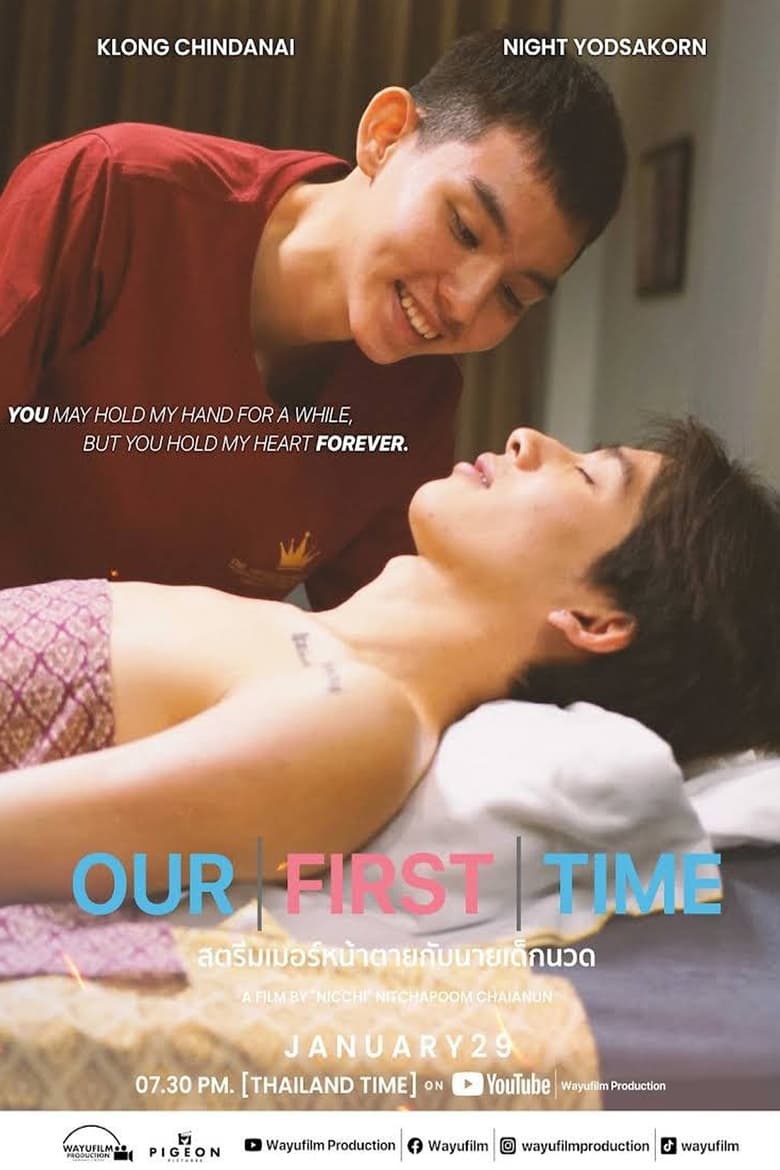 KLONG CHINDANAI
NIGHT YODSAKORN
YOU MAY HOLD MY HAND FOR A WHILE,
BUT YOU HOLD MY HEART FOREVER.
OUR | FIRST | TIME
สตรีมเมอร์หน้าตายกับนายเด็กนวด
A FILM BY "NICCHI" NITCHAPOOM CHAIANUN
JANUARY 29
07.30 PM. [THAILAND TIME] ON YouTube | Wayufilm Production
WAYUFILM
PRODUCTION
PIGEON
PICTURES
Wayufilm Production | Wayufilm | wayufilmproduction | wayufilm